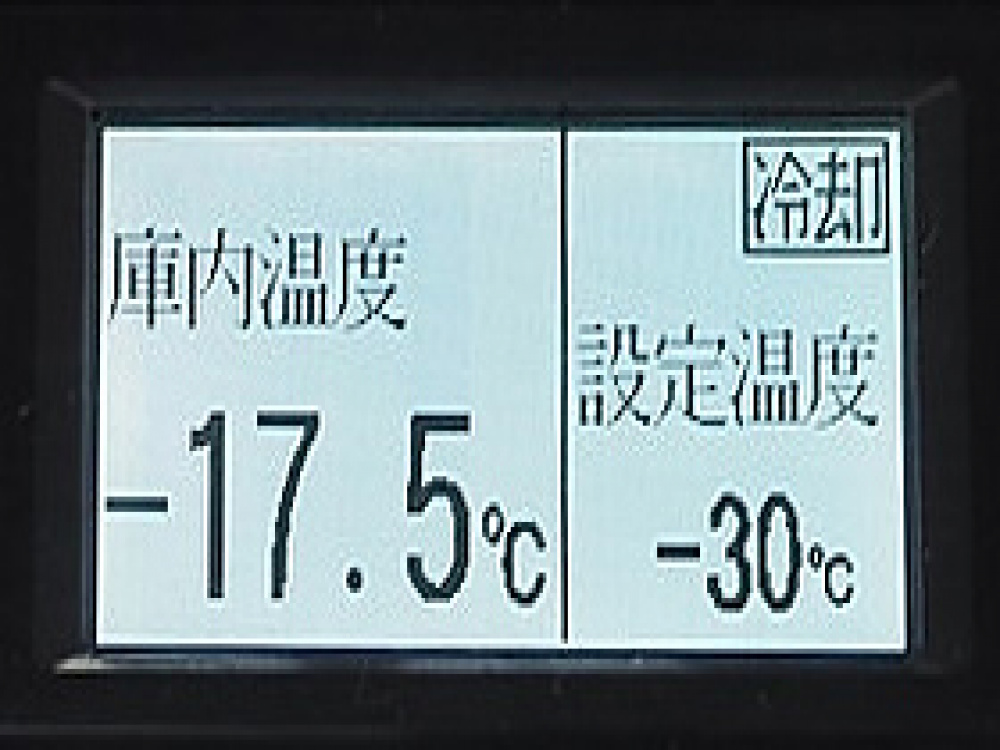 庫内温度
-17.5℃
冷却
設定温度
-30℃